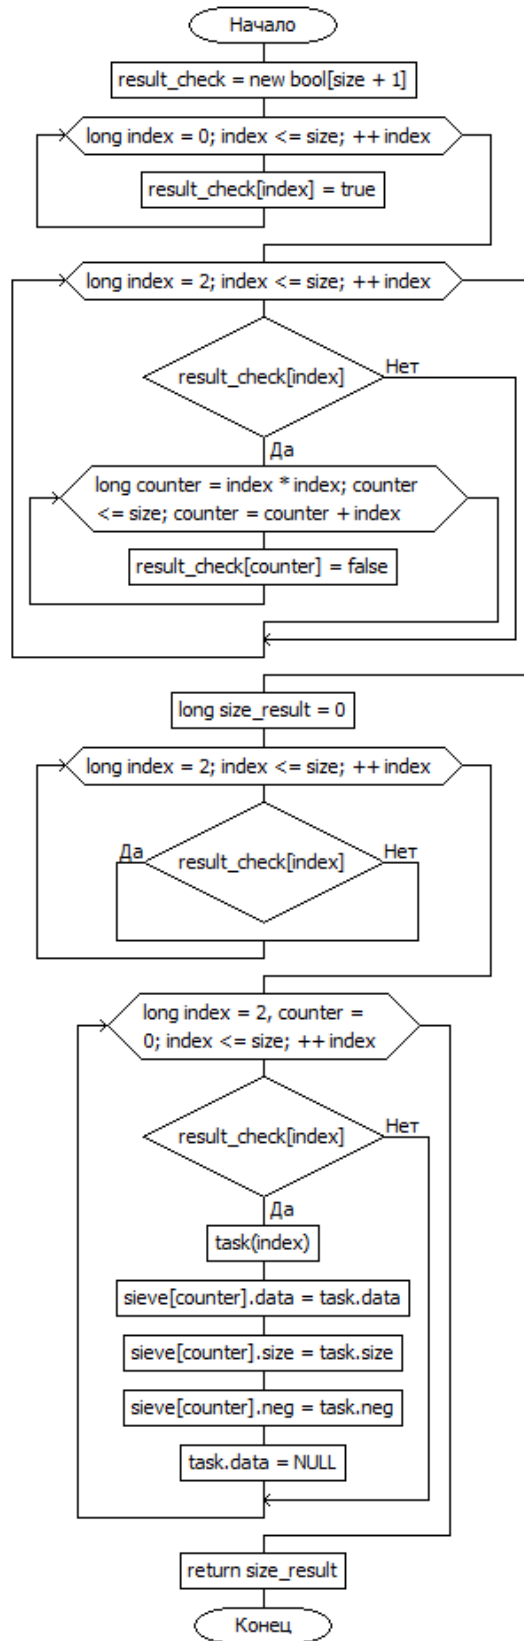 Начало
result_check = new bool[size + 1]
long index = 0; index <= size; ++ index
result_check[index] = true
long index = 2; index <= size; ++ index
result_check[index]
Нет
Да
long counter = index * index; counter
<= size; counter = counter + index
result_check[counter] = false
long size_result = 0
long index = 2; index <= size; ++ index
Да
result_check[index]
Нет
long index = 2, counter =
0; index <= size; ++ index
result_check[index]
Нет
Да
task(index)
sieve[counter].data = task.data
sieve[counter].size = task.size
sieve[counter].neg = task.neg
task.data = NULL
return size_result
Конец